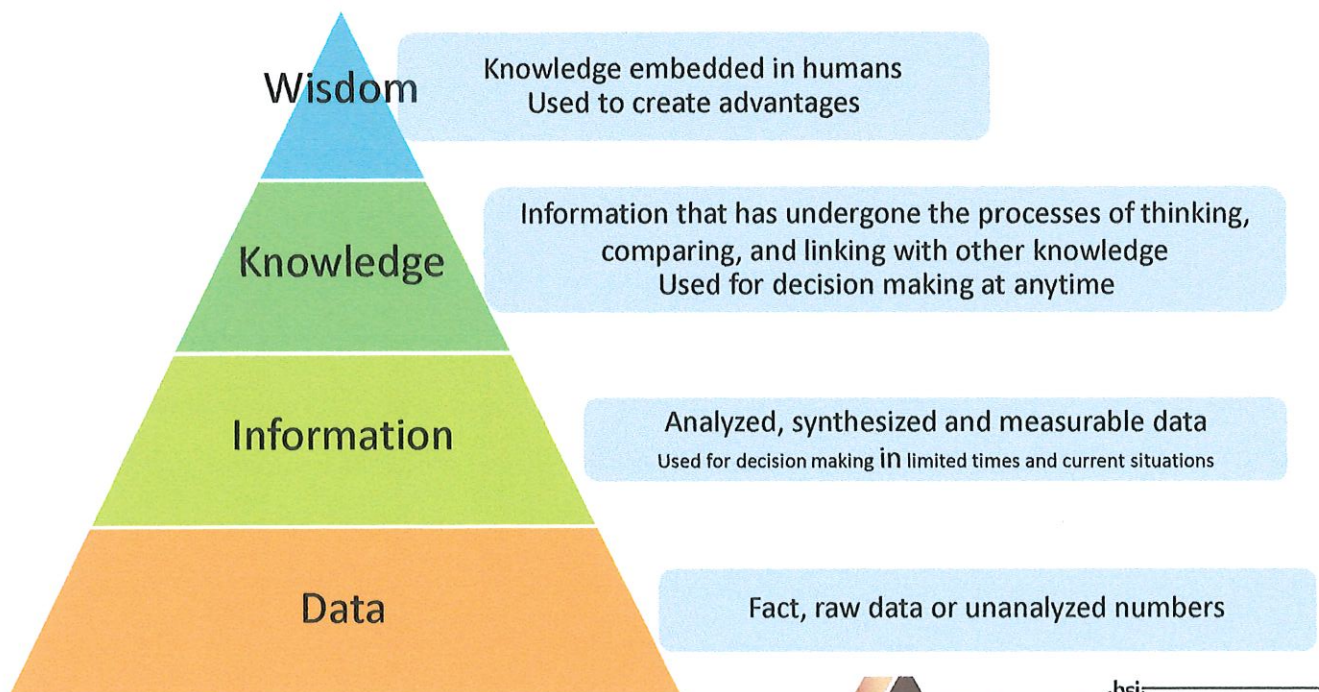 Wisdom
Knowledge embedded in humans
Used to create advantages
Knowledge
Information that has undergone the processes of thinking,
comparing, and linking with other knowledge
Used for decision making at anytime
Information
Analyzed, synthesized and measurable data
Used for decision making in limited times and current situations
Data
Fact, raw data or unanalyzed numbers
.bsi.